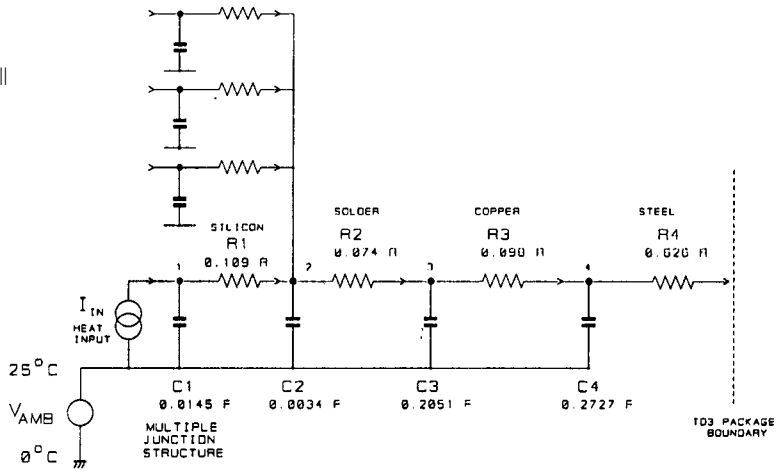 SILICON
R1
0.109 Ω
SOLDER
R2
0.074 Ω
COPPER
R3
0.090 Ω
STEEL
R4
0.620 Ω
1
2
3
4
I IN
HEAT
INPUT
25°C
C1
0.0145 F
C2
0.0034 F
C3
0.2051 F
C4
0.2727 F
V AMB
MULTIPLE
JUNCTION
STRUCTURE
0°C
TO3 PACKAGE
BOUNDARY